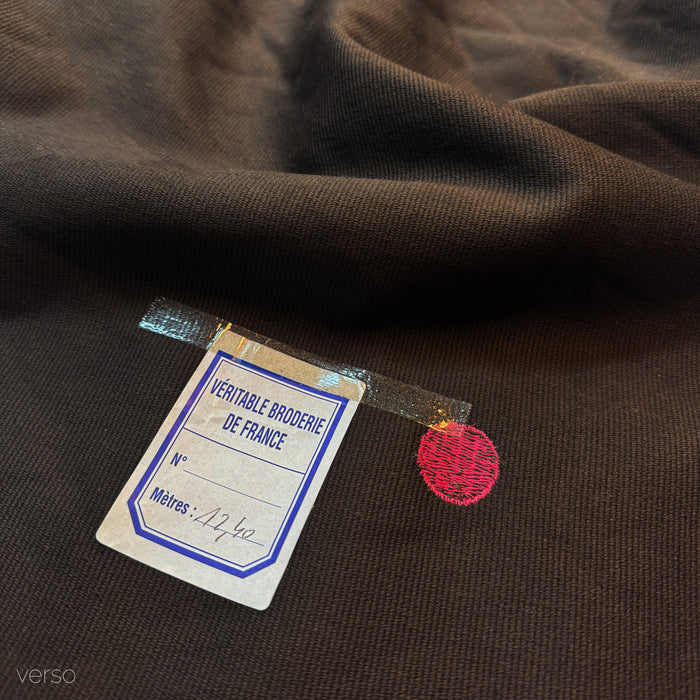 VÉRITABLE BRODERIE
DE FRANCE
N°
Mètres : 12,40
verso